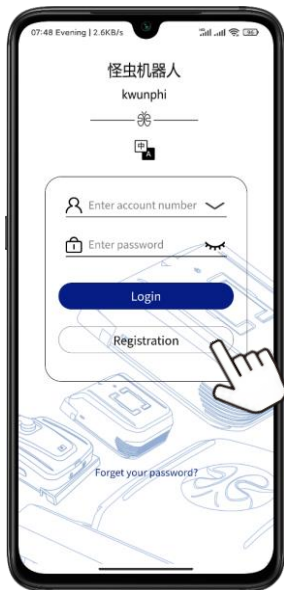 07:48 Evening | 2.6KB/s
怪虫机器人
kwunphi
中 A
Enter account number
Enter password
Login
Registration
Forget your password?